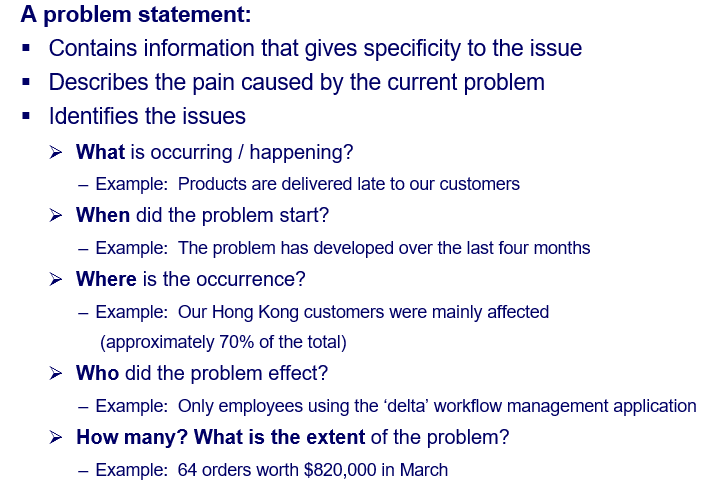 A problem statement:
▪ Contains information that gives specificity to the issue
▪ Describes the pain caused by the current problem
▪ Identifies the issues
➢ What is occurring / happening?
– Example: Products are delivered late to our customers
➢ When did the problem start?
– Example: The problem has developed over the last four months
➢ Where is the occurrence?
– Example: Our Hong Kong customers were mainly affected
(approximately 70% of the total)
➢ Who did the problem effect?
– Example: Only employees using the ‘delta’ workflow management application
➢ How many? What is the extent of the problem?
– Example: 64 orders worth $820,000 in March